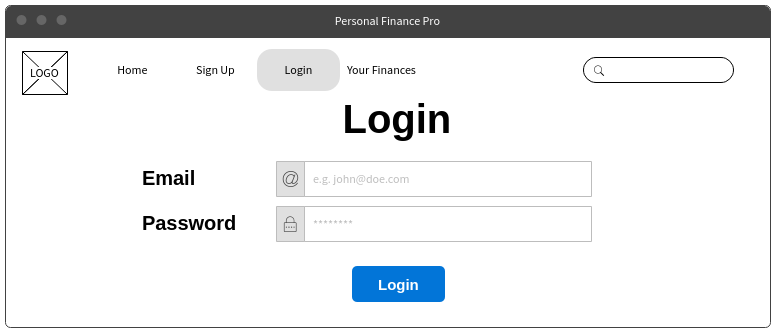 Personal Finance Pro
LOGO Home Sign Up Login Your Finances
Login
Email @ e.g. john@doe.com
Password ********
Login